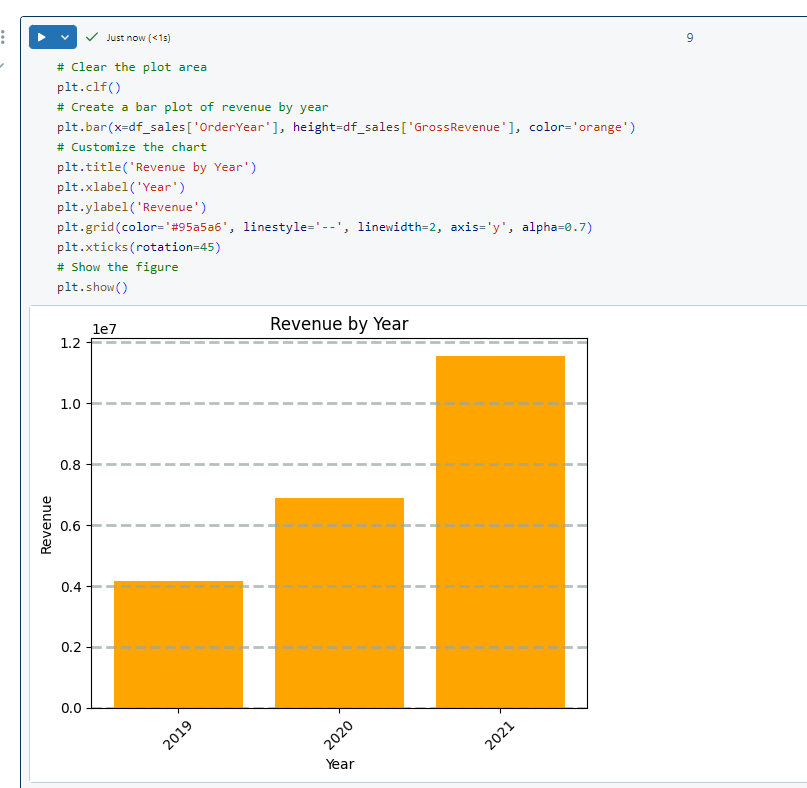 Just now (<1s)
9
# Clear the plot area
plt.clf()
# Create a bar plot of revenue by year
plt.bar(x=df_sales['OrderYear'], height=df_sales['GrossRevenue'], color='orange')
# Customize the chart
plt.title('Revenue by Year')
plt.xlabel('Year')
plt.ylabel('Revenue')
plt.grid(color='#95a5a6', linestyle='--', linewidth=2, axis='y', alpha=0.7)
plt.xticks(rotation=45)
# Show the figure
plt.show()
Revenue by Year
1e7
1.2
1.0
0.8
0.6
0.4
0.2
0.0
Revenue
2019
2020
2021
Year